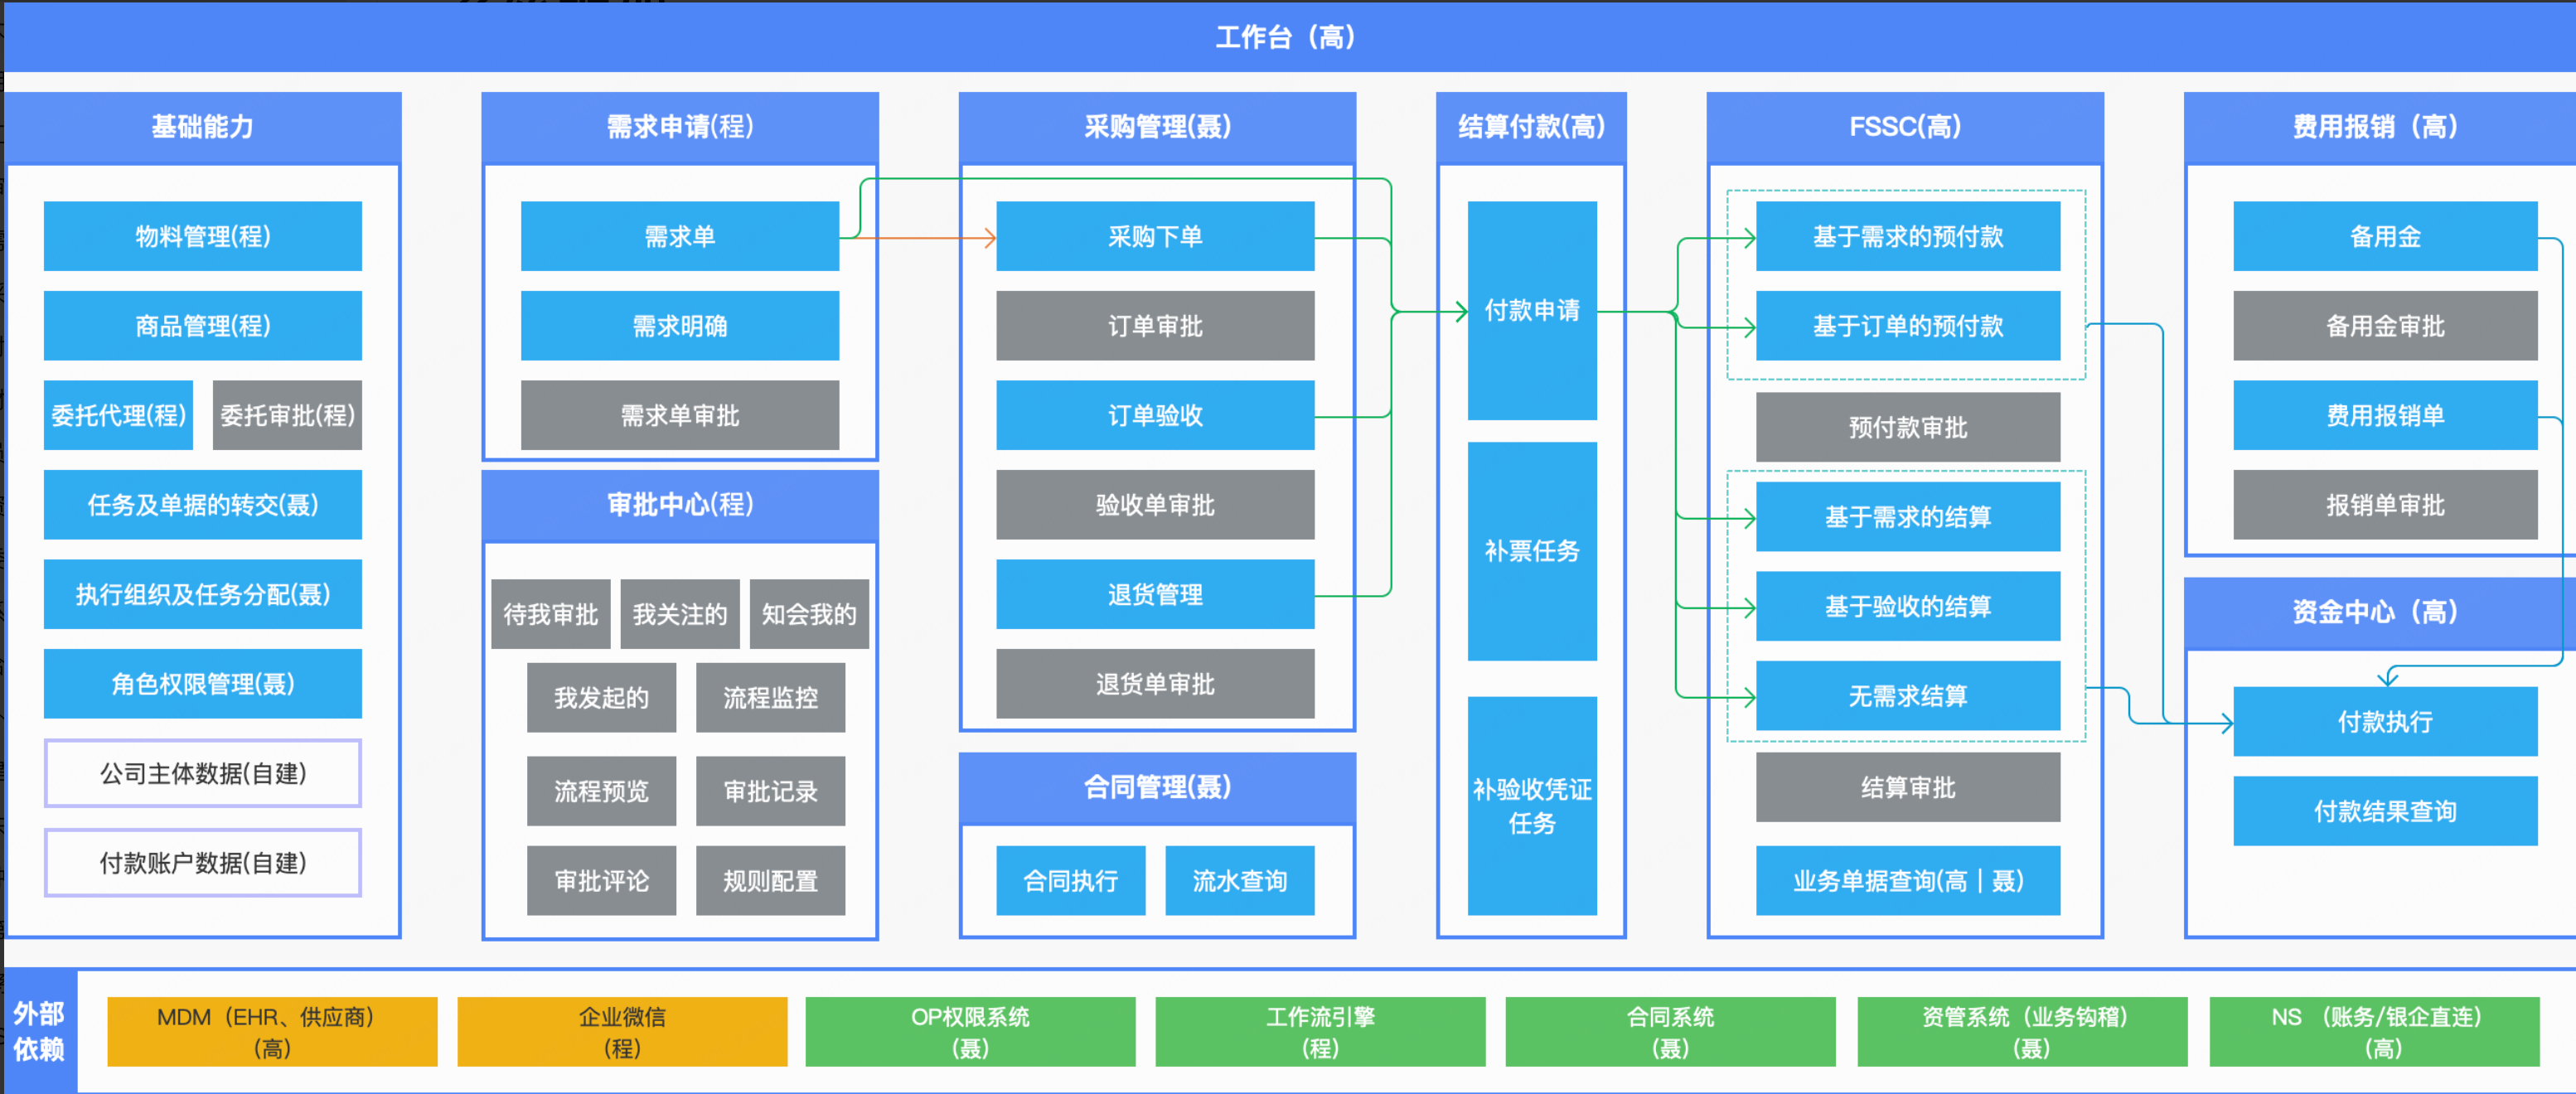 工作台（高）
基础能力
物料管理(程)
商品管理(程)
委托代理(程)
委托审批(程)
任务及单据的转交(聂)
执行组织及任务分配(聂)
角色权限管理(聂)
公司主体数据(自建)
付款账户数据(自建)
需求申请(程)
需求单
需求明确
需求单审批
审批中心(程)
待我审批
我关注的
知会我的
我发起的
流程监控
流程预览
审批记录
审批评论
规则配置
采购管理(聂)
采购下单
订单审批
订单验收
验收单审批
退货管理
退货单审批
合同管理(聂)
合同执行
流水查询
结算付款(高)
付款申请
补票任务
补验收凭证
任务
FSSC(高)
基于需求的预付款
基于订单的预付款
预付款审批
基于需求的结算
基于验收的结算
无需求结算
结算审批
业务单据查询(高｜聂)
费用报销（高）
备用金
备用金审批
费用报销单
报销单审批
资金中心（高）
付款执行
付款结果查询
外部
依赖
MDM（EHR、供应商）
（高）
企业微信
（程）
OP权限系统
（聂）
工作流引擎
（程）
合同系统
（聂）
资管系统（业务钩稽）
（聂）
NS （账务/银企直连）
（高）